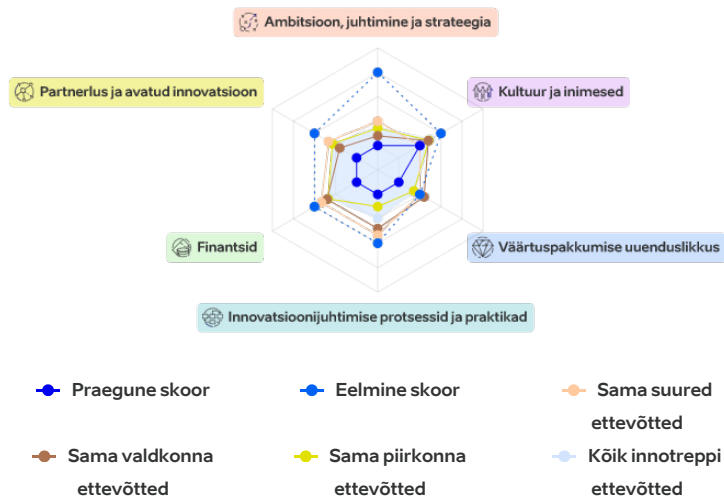 Ambitsioon, juhtimine ja strateegia
Partnerlus ja avatud innovatsioon
Kultuur ja inimesed
Finantsid
Väärtuspakkumise uuenduslikkus
Innovatsioonijuhtimise protsessid ja praktikad
Praegune skoor
Eelmine skoor
Sama suured
ettevõtted
Sama valdkonna
ettevõtted
Sama piirkonna
ettevõtted
Kõik innotreppi
ettevõtted